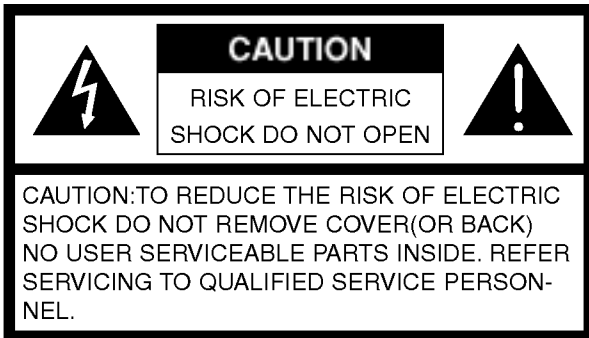 CAUTION
RISK OF ELECTRIC
SHOCK DO NOT OPEN
CAUTION:TO REDUCE THE RISK OF ELECTRIC
SHOCK DO NOT REMOVE COVER(OR BACK)
NO USER SERVICEABLE PARTS INSIDE. REFER
SERVICING TO QUALIFIED SERVICE PERSON-
NEL.